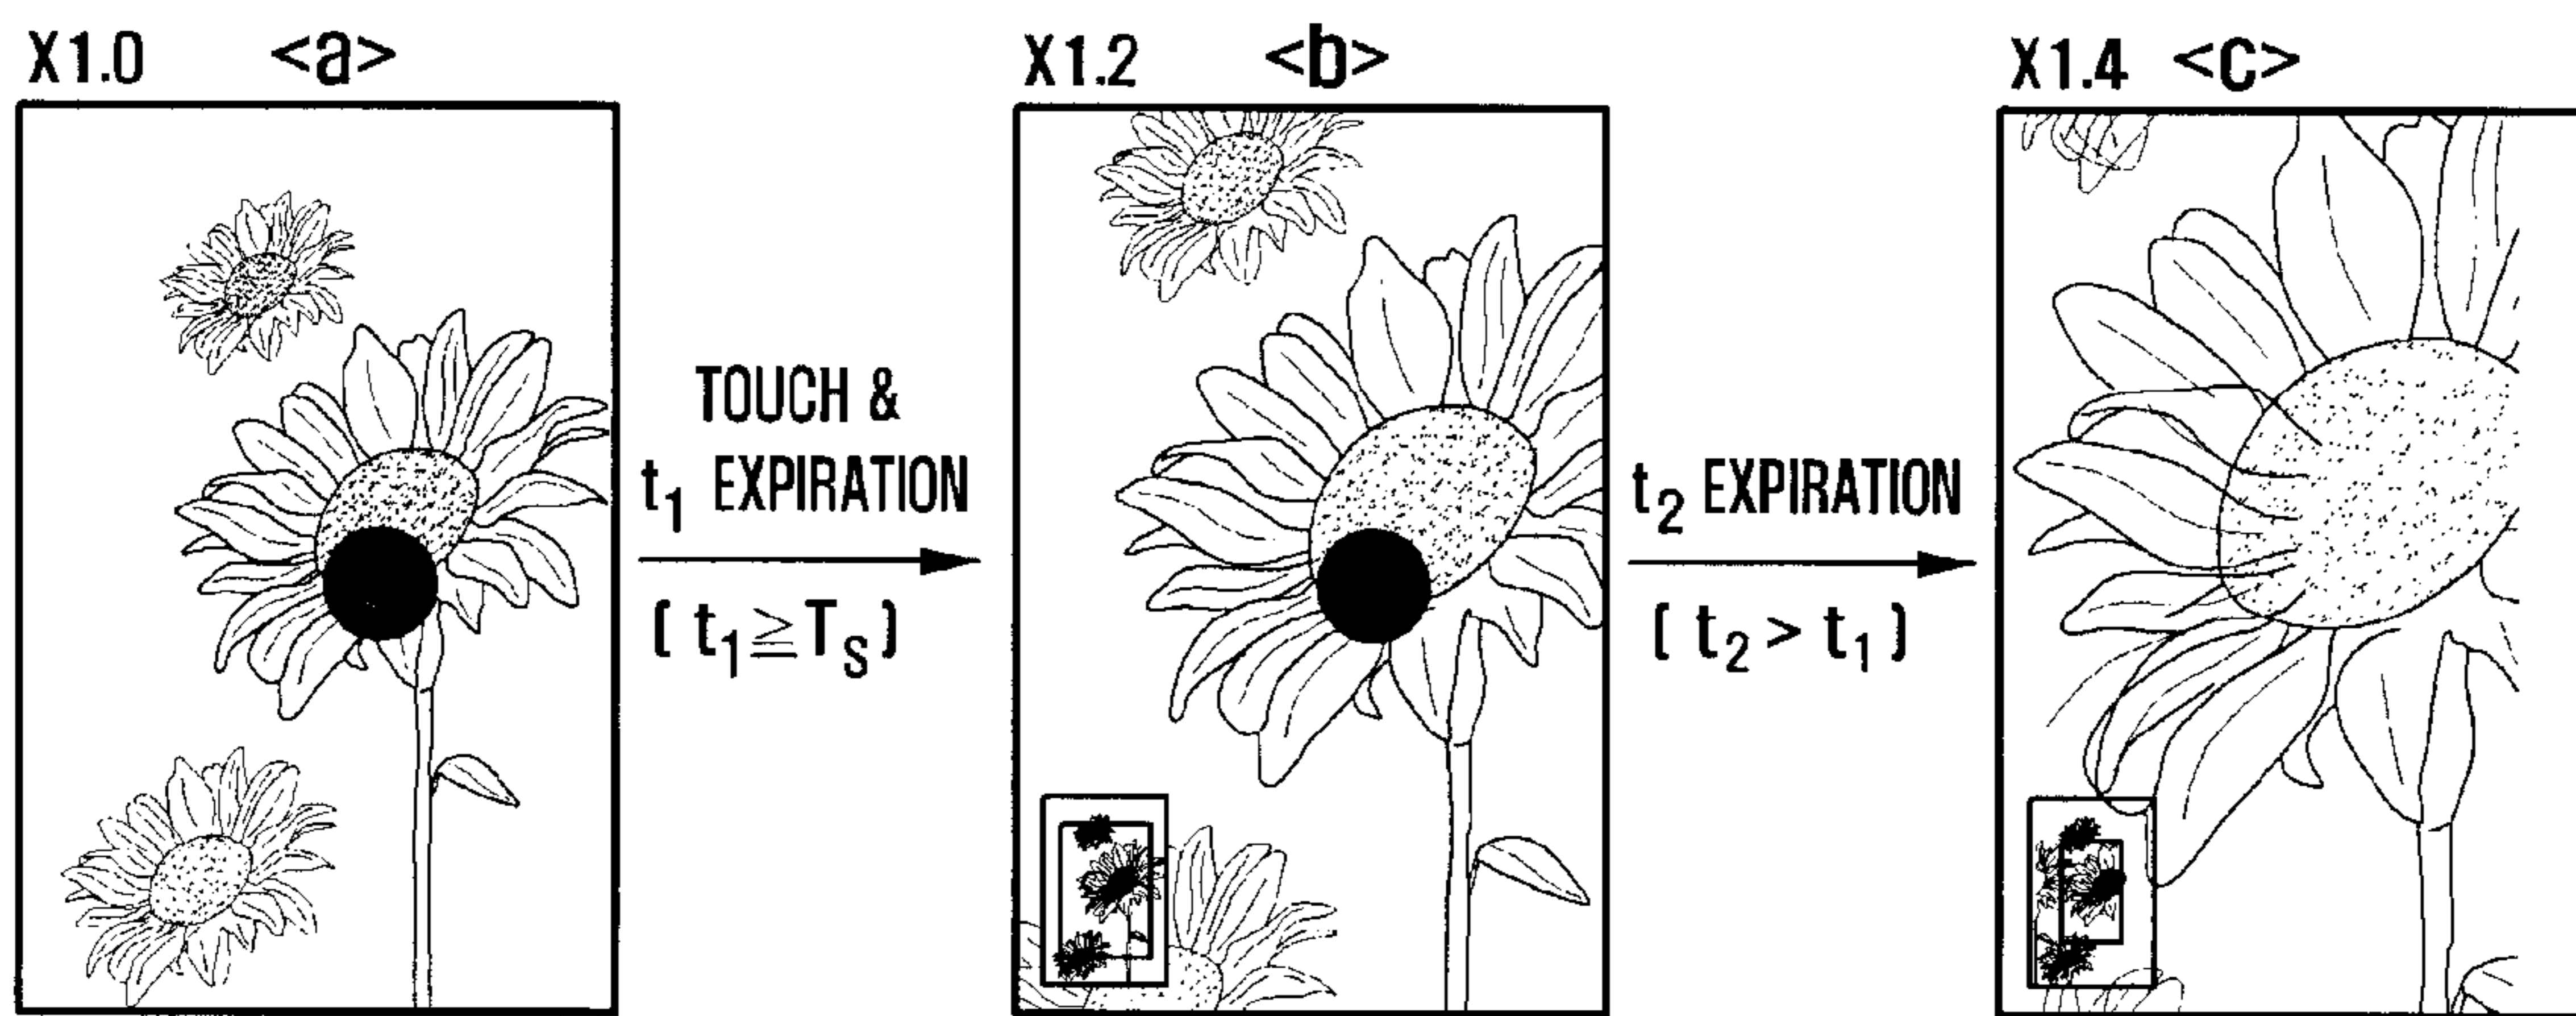 X1.0 <a>
X1.2 <b>
X1.4 <c>
TOUCH &
t₁ EXPIRATION
( t₁ ≧ Tₛ )
t₂ EXPIRATION
( t₂ > t₁ )